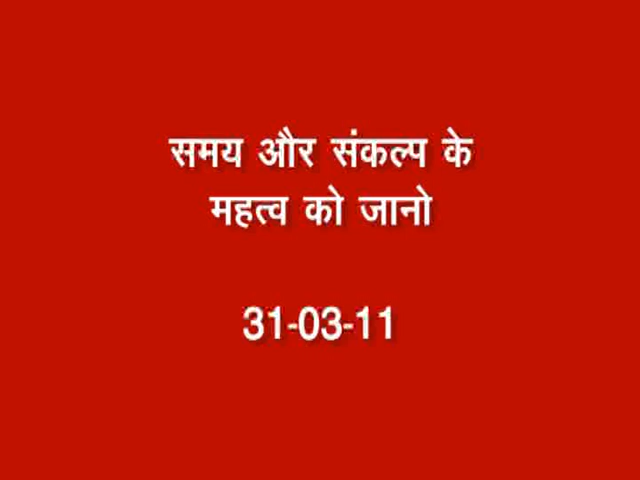 समय और संकल्प के
महत्व को जानो
31-03-11